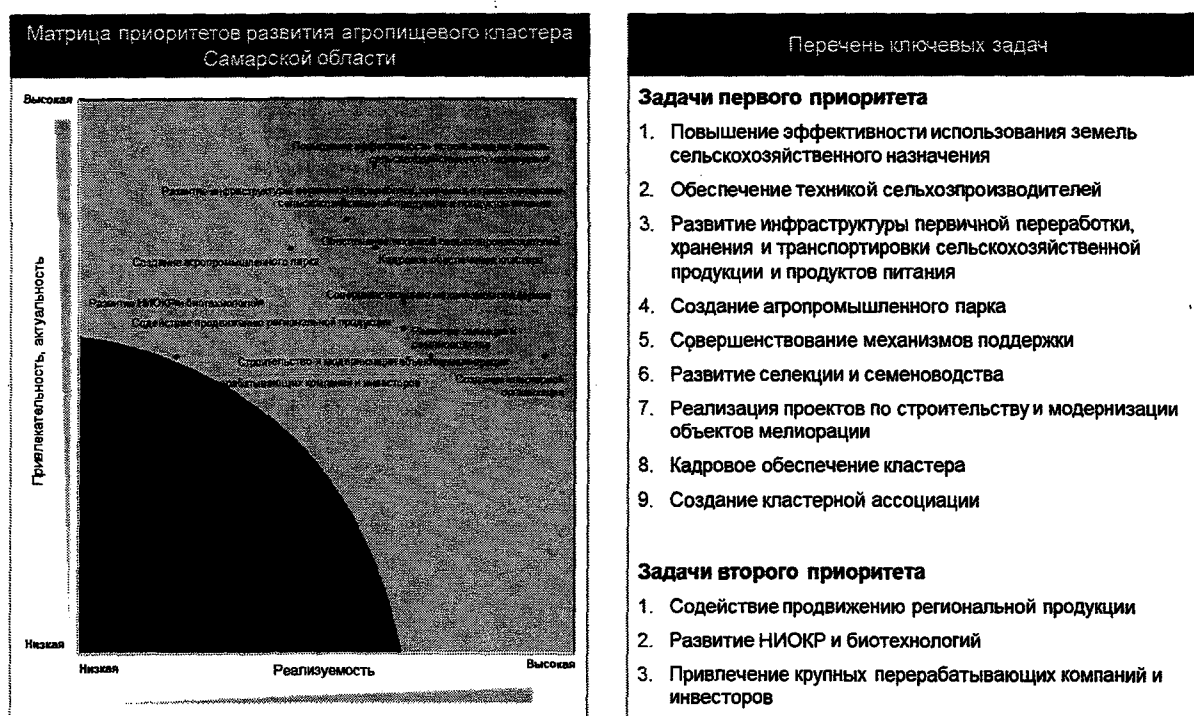 Матрица приоритетов развития агропищевого кластера
Самарской области
Высокая
Создание агропромышленного парка
Кадровое обеспечение кластера
Развитие НИОКР и биотехнологий
Содействие продвижению региональной продукции
Привлекательность, актуальность
Низкая
Низкая
Реализуемость
Высокая
Перечень ключевых задач
Задачи первого приоритета
1. Повышение эффективности использования земель
сельскохозяйственного назначения
2. Обеспечение техникой сельхозпроизводителей
3. Развитие инфраструктуры первичной переработки,
хранения и транспортировки сельскохозяйственной
продукции и продуктов питания
4. Создание агропромышленного парка
5. Совершенствование механизмов поддержки
6. Развитие селекции и семеноводства
7. Реализация проектов по строительству и модернизации
объектов мелиорации
8. Кадровое обеспечение кластера
9. Создание кластерной ассоциации
Задачи второго приоритета
1. Содействие продвижению региональной продукции
2. Развитие НИОКР и биотехнологий
3. Привлечение крупных перерабатывающих компаний и
инвесторов